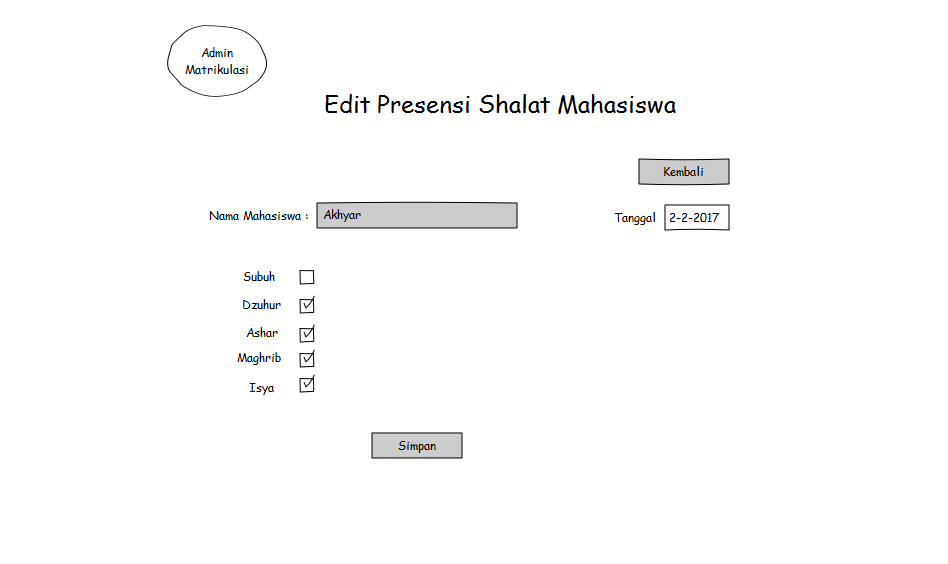 Admin
Matrikulasi
Edit Presensi Shalat Mahasiswa
Kembali
Nama Mahasiswa : Akhyar
Tanggal 2-2-2017
Subuh
Dzuhur
Ashar
Maghrib
Isya
Simpan